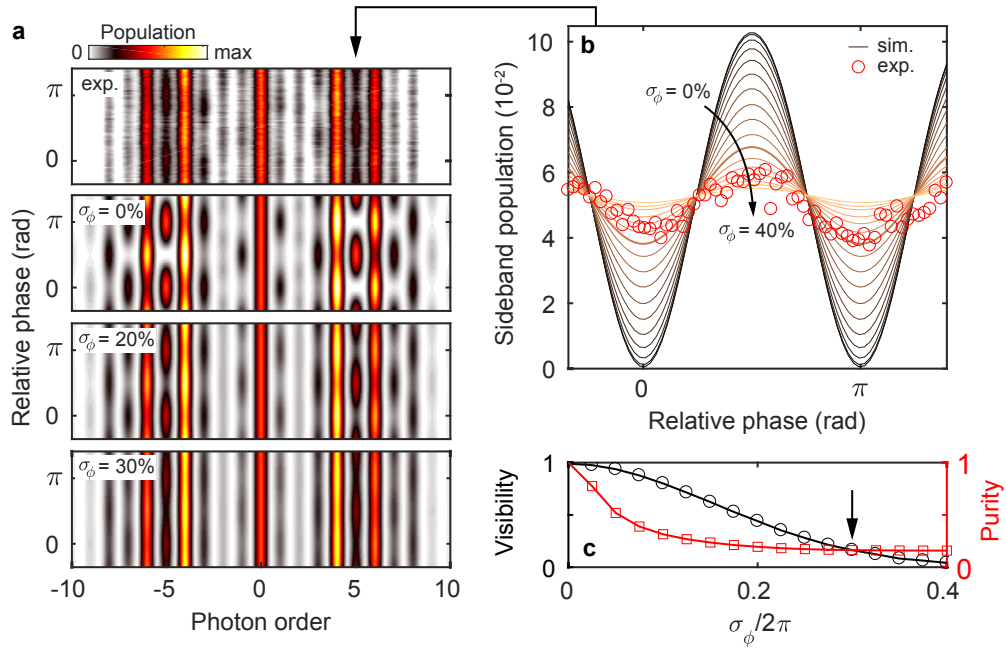 a
Population
0 max
exp.
π
0
σϕ = 0%
π
0
σϕ = 20%
π
0
σϕ = 30%
π
0
Relative phase (rad)
-10 -5 0 5 10
Photon order
b
sim.
exp.
σϕ = 0%
σϕ = 40%
10
8
6
4
2
0
Sideband population (10⁻²)
0 π
Relative phase (rad)
c
1
0
Visibility
1
0
Purity
0 0.2 0.4
σϕ/2π